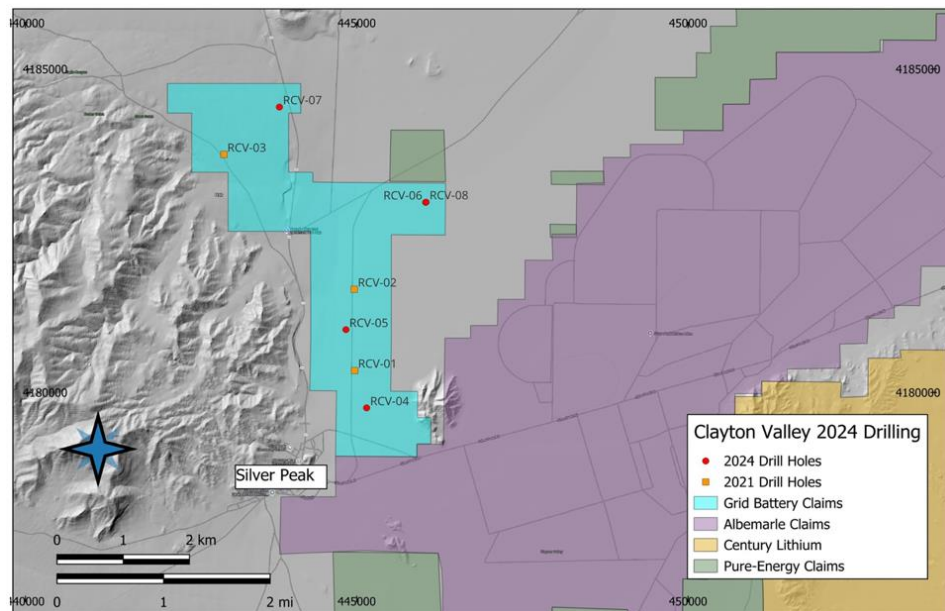 440000
445000
450000
4185000
4185000
RCV-07
RCV-03
RCV-06
RCV-08
RCV-02
RCV-05
RCV-01
4180000
4180000
RCV-04
Silver Peak
Clayton Valley 2024 Drilling
2024 Drill Holes
2021 Drill Holes
Grid Battery Claims
Albemarle Claims
Century Lithium
Pure-Energy Claims
0 1 2 km
0 1 2 mi
440000
445000
450000